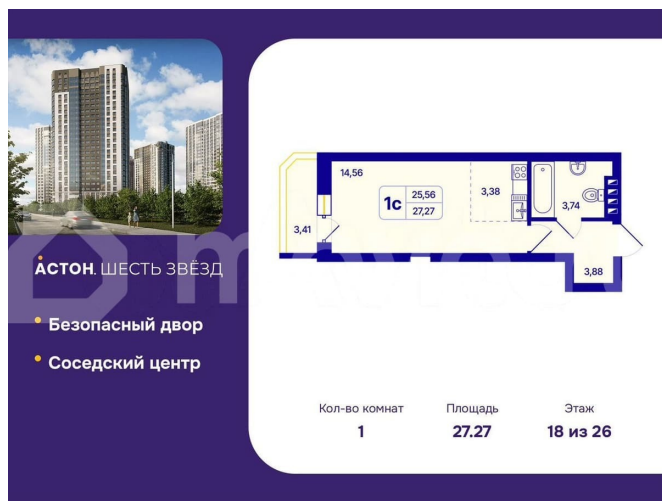 АСТОН. ШЕСТЬ ЗВЁЗД
Безопасный двор
Соседский центр
14,56
3,41
1с
25,56
27,27
3,38
3,74
3,88
Кол-во комнат
1
Площадь
27.27
Этаж
18 из 26